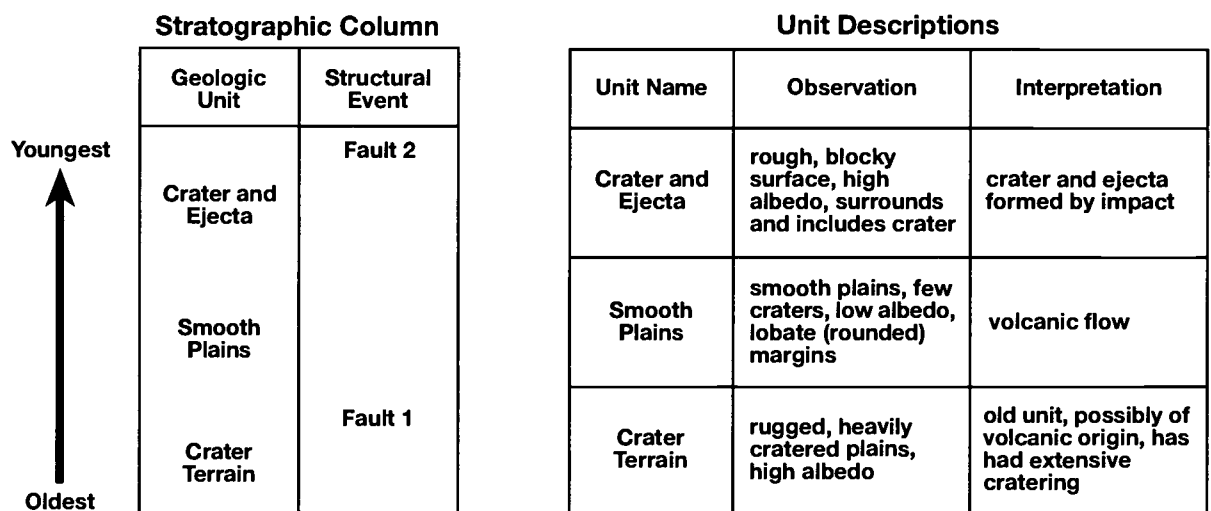 Stratographic Column
Geologic
Unit
Structural
Event
Youngest
Fault 2
Crater and
Ejecta
Smooth
Plains
Fault 1
Crater
Terrain
Oldest
Unit Descriptions
Unit Name
Observation
Interpretation
Crater and
Ejecta
rough, blocky
surface, high
albedo, surrounds
and includes crater
crater and ejecta
formed by impact
Smooth
Plains
smooth plains, few
craters, low albedo,
lobate (rounded)
margins
volcanic flow
Crater
Terrain
rugged, heavily
cratered plains,
high albedo
old unit, possibly of
volcanic origin, has
had extensive
cratering